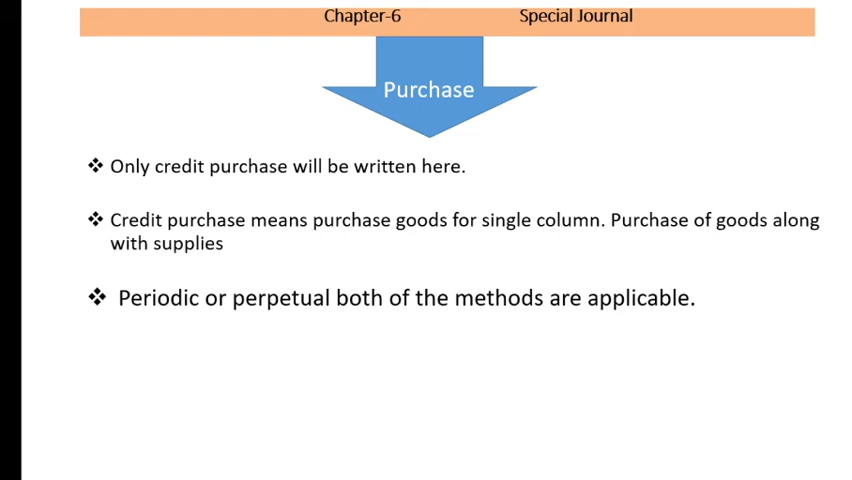 Chapter-6 Special Journal
Purchase
❖ Only credit purchase will be written here.
❖ Credit purchase means purchase goods for single column. Purchase of goods along
with supplies
❖ Periodic or perpetual both of the methods are applicable.